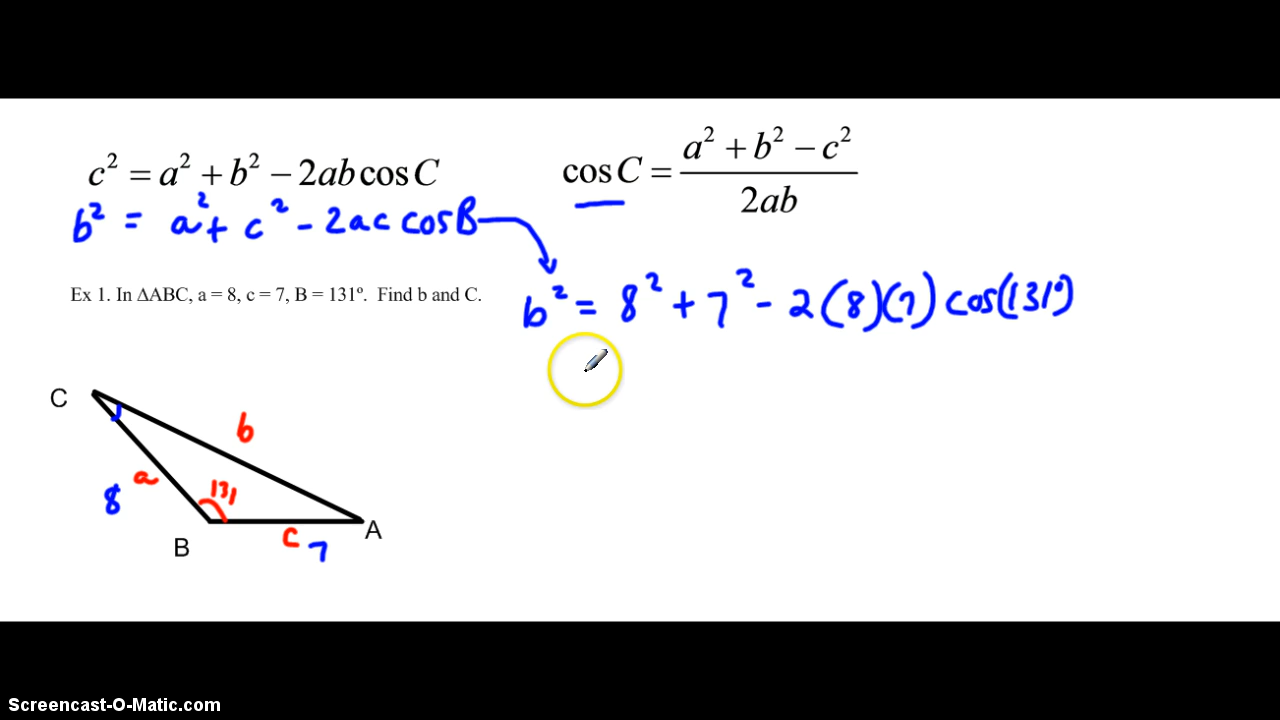 c² = a² + b² − 2ab cos C
cos C = (a² + b² − c²) / 2ab
b² = a² + c² - 2ac cos B
Ex 1. In ΔABC, a = 8, c = 7, B = 131º. Find b and C.
b² = 8² + 7² - 2(8)(7) cos(131°)
C
b
a
8
131
B
c 7
A
Screencast-O-Matic.com